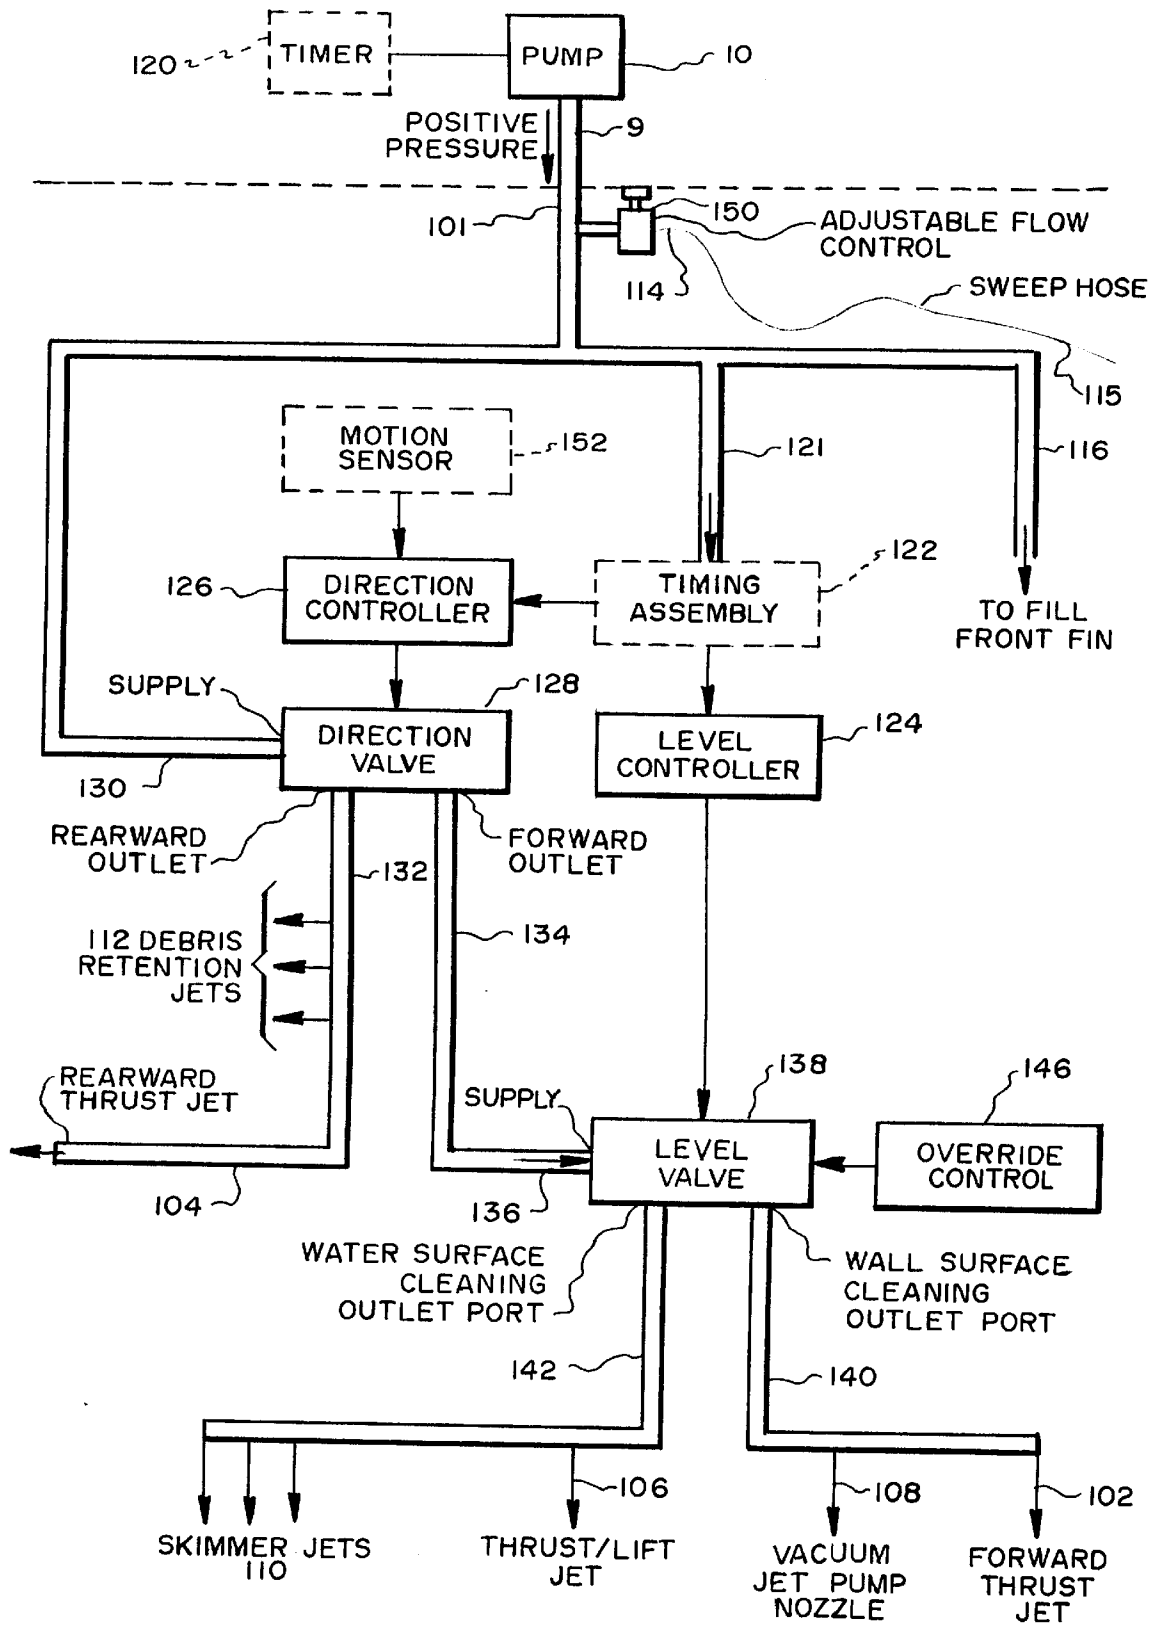 120
TIMER
PUMP
10
POSITIVE
PRESSURE
9
101
150
ADJUSTABLE FLOW
CONTROL
114
SWEEP HOSE
115
MOTION
SENSOR
152
121
116
126
DIRECTION
CONTROLLER
TIMING
ASSEMBLY
122
TO FILL
FRONT FIN
SUPPLY
128
DIRECTION
VALVE
LEVEL
CONTROLLER
124
130
REARWARD
OUTLET
FORWARD
OUTLET
132
134
112 DEBRIS
RETENTION
JETS
REARWARD
THRUST JET
104
SUPPLY
138
146
LEVEL
VALVE
OVERRIDE
CONTROL
136
WATER SURFACE
CLEANING
OUTLET PORT
WALL SURFACE
CLEANING
OUTLET PORT
142
140
106
108
102
SKIMMER JETS
110
THRUST/LIFT
JET
VACUUM
JET PUMP
NOZZLE
FORWARD
THRUST
JET